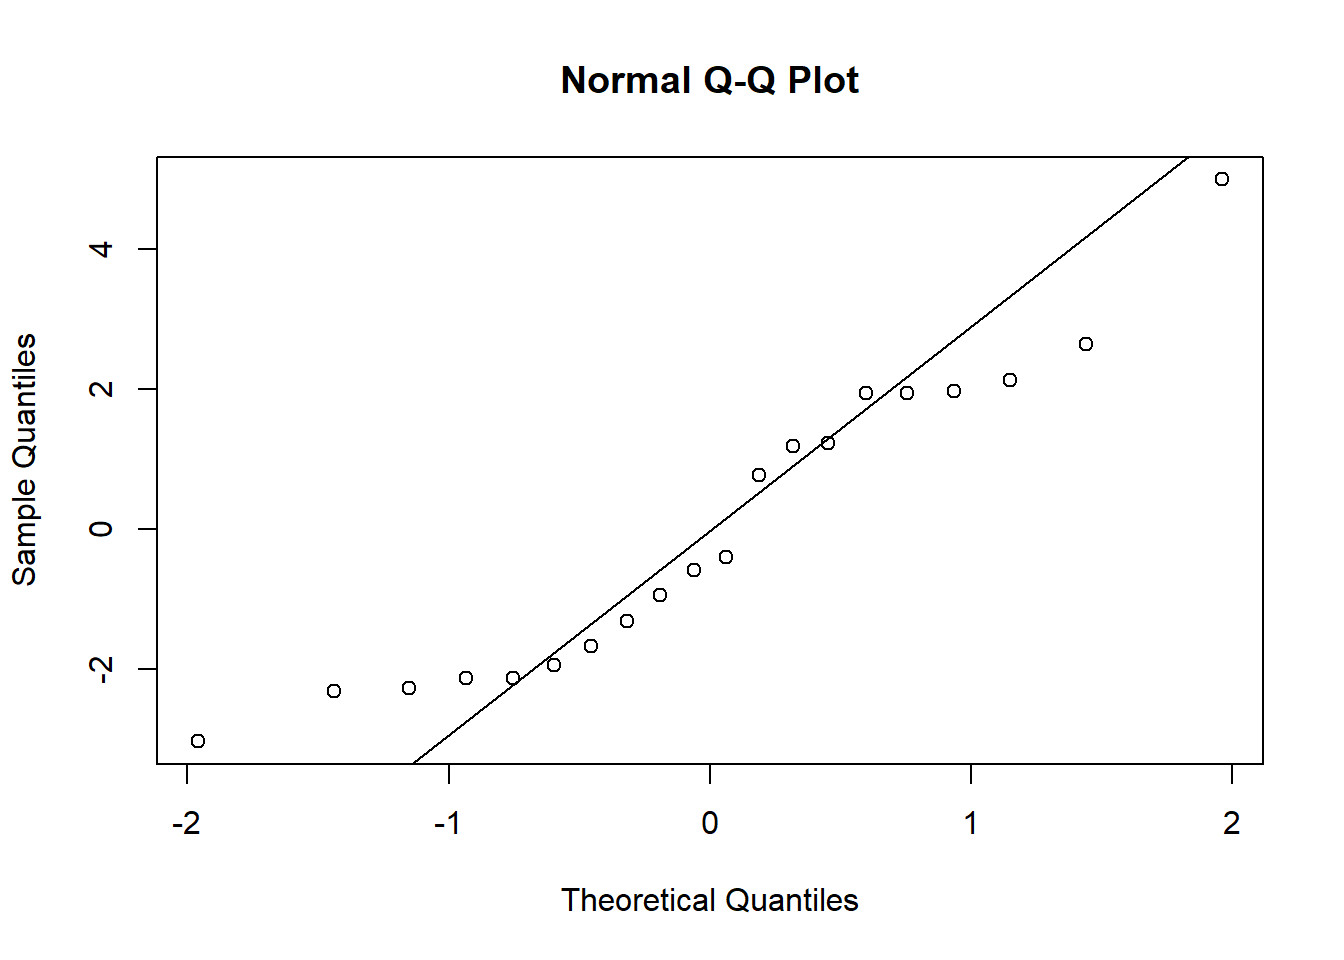 Normal Q-Q Plot
Sample Quantiles
4
2
0
-2
-2 -1 0 1 2
Theoretical Quantiles